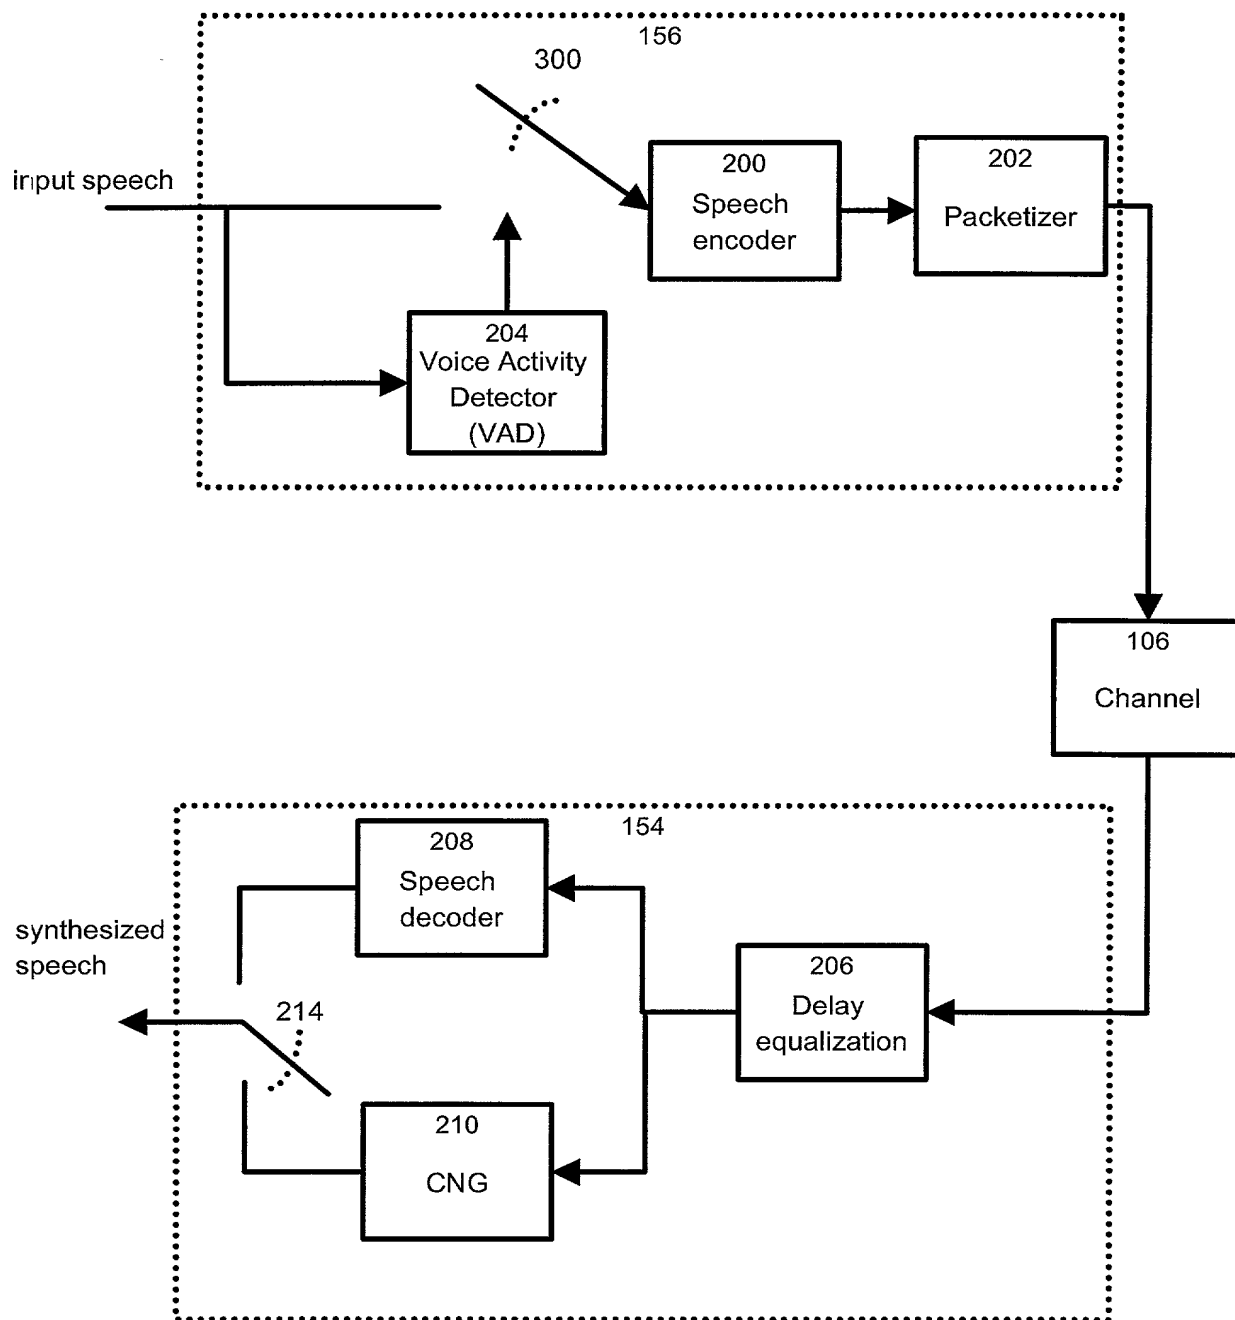 156
300
input speech
200
Speech
encoder
202
Packetizer
204
Voice Activity
Detector
(VAD)
106
Channel
154
208
Speech
decoder
synthesized
speech
206
Delay
equalization
214
210
CNG